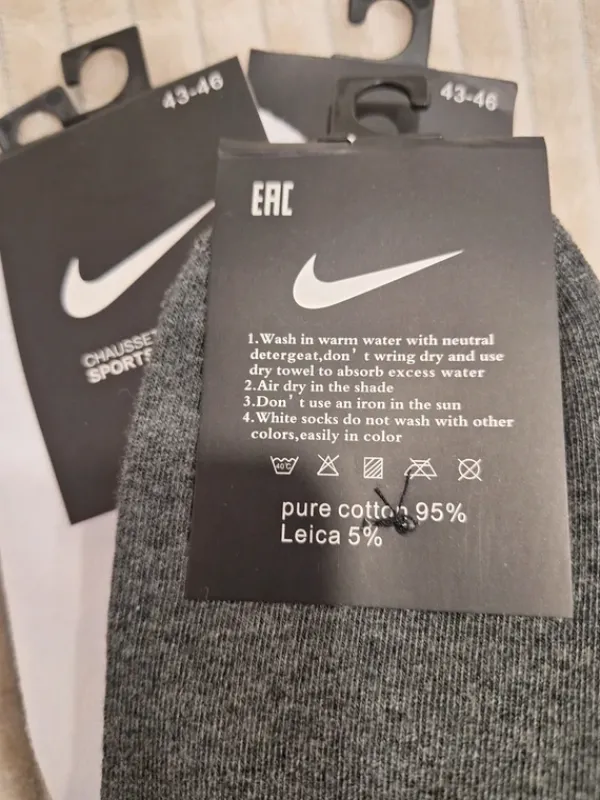 43-46
CHAUSSET
SPORTS
43-46
EAC
1.Wash in warm water with neutral
detergeat,don't wring dry and use
dry towel to absorb excess water
2.Air dry in the shade
3.Don't use an iron in the sun
4.White socks do not wash with other
colors,easily in color
40℃
pure cotton 95%
Leica 5%